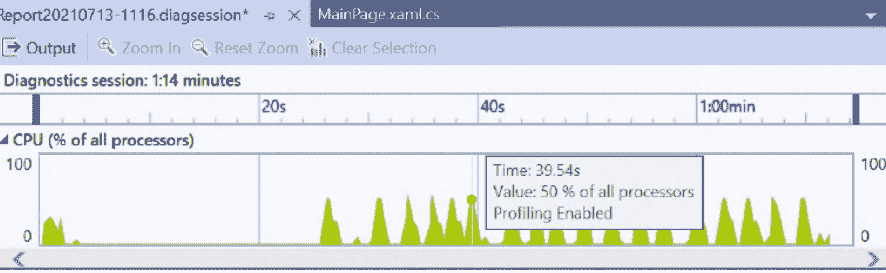 Report20210713-1116.diagsession* MainPage.xaml.cs
Output Zoom In Reset Zoom Clear Selection
Diagnostics session: 1:14 minutes
20s 40s 1:00min
CPU (% of all processors)
100 100
Time: 39.54s
Value: 50 % of all processors
Profiling Enabled
0 0